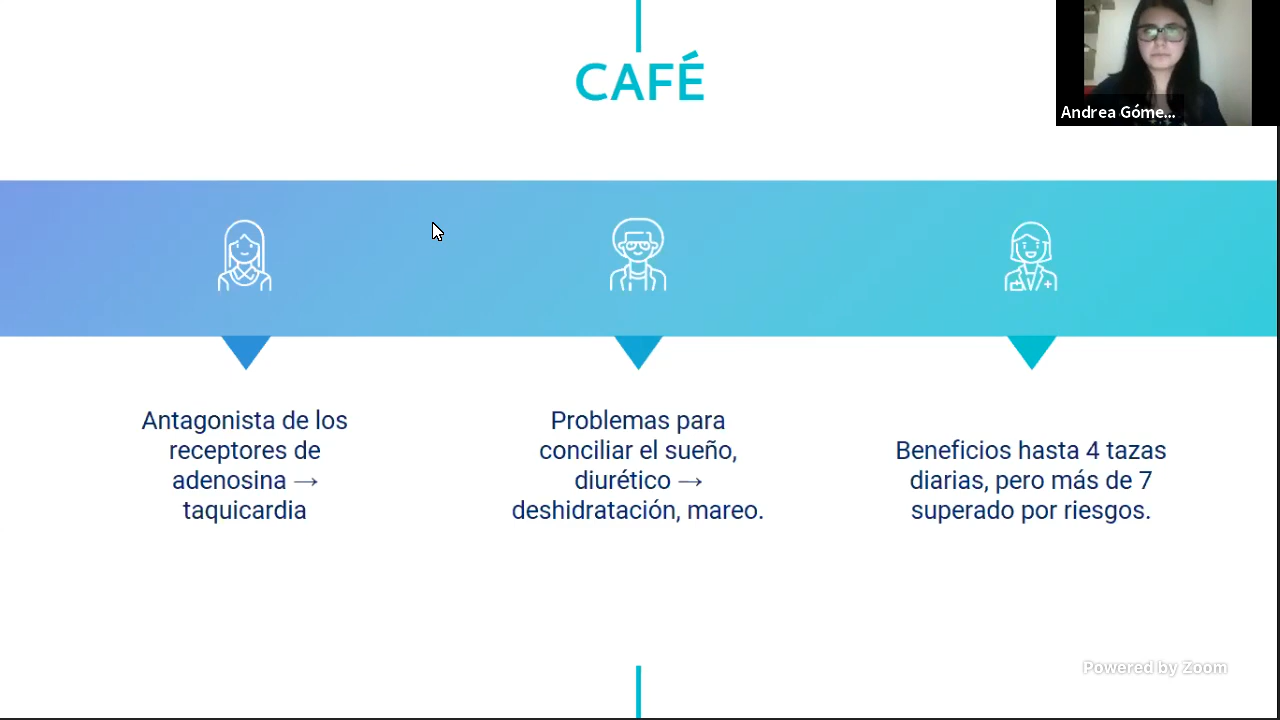 CAFÉ
Andrea Góme...
Antagonista de los
receptores de
adenosina →
taquicardia
Problemas para
conciliar el sueño,
diurético →
deshidratación, mareo.
Beneficios hasta 4 tazas
diarias, pero más de 7
superado por riesgos.
Powered by Zoom